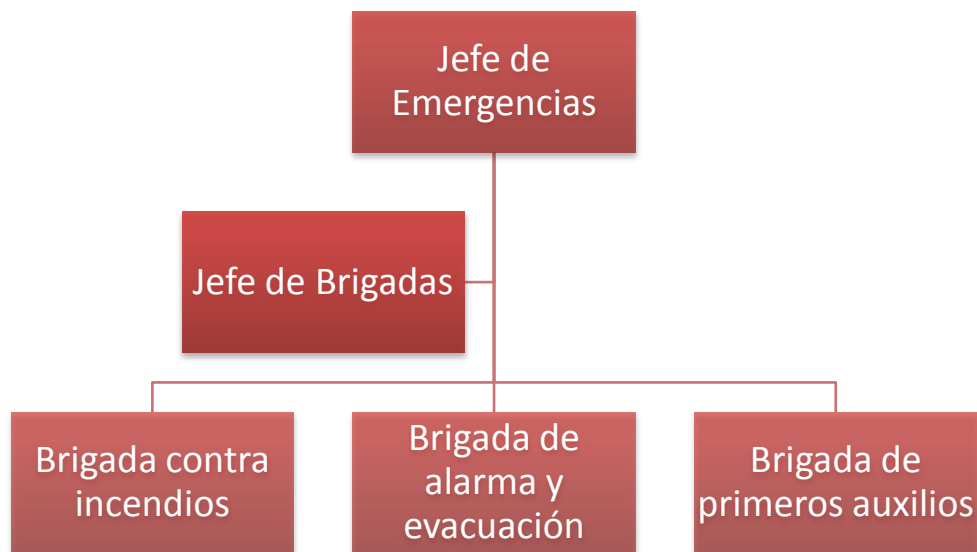 Jefe de
Emergencias
Jefe de Brigadas
Brigada contra
incendios
Brigada de
alarma y
evacuación
Brigada de
primeros auxilios